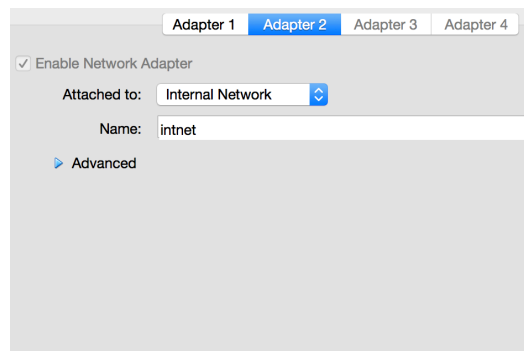 Adapter 1 Adapter 2 Adapter 3 Adapter 4
Enable Network Adapter
Attached to: Internal Network
Name: intnet
Advanced